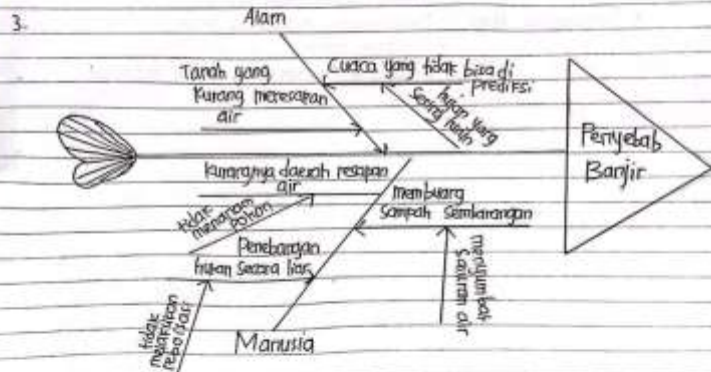 3.
Alam
Tanah yang
kurang meresapan
air
Cuaca yang tidak bisa di
prediksi
hujan yang
sering turun
Penyebab
Banjir
Kurangnya daerah resapan
air
tidak
menanam
pohon
membuang
sampah sembarangan
Penebangan
hutan secara liar
tidak
melakukan
reboisasi
menyumbat
saluran air
Manusia